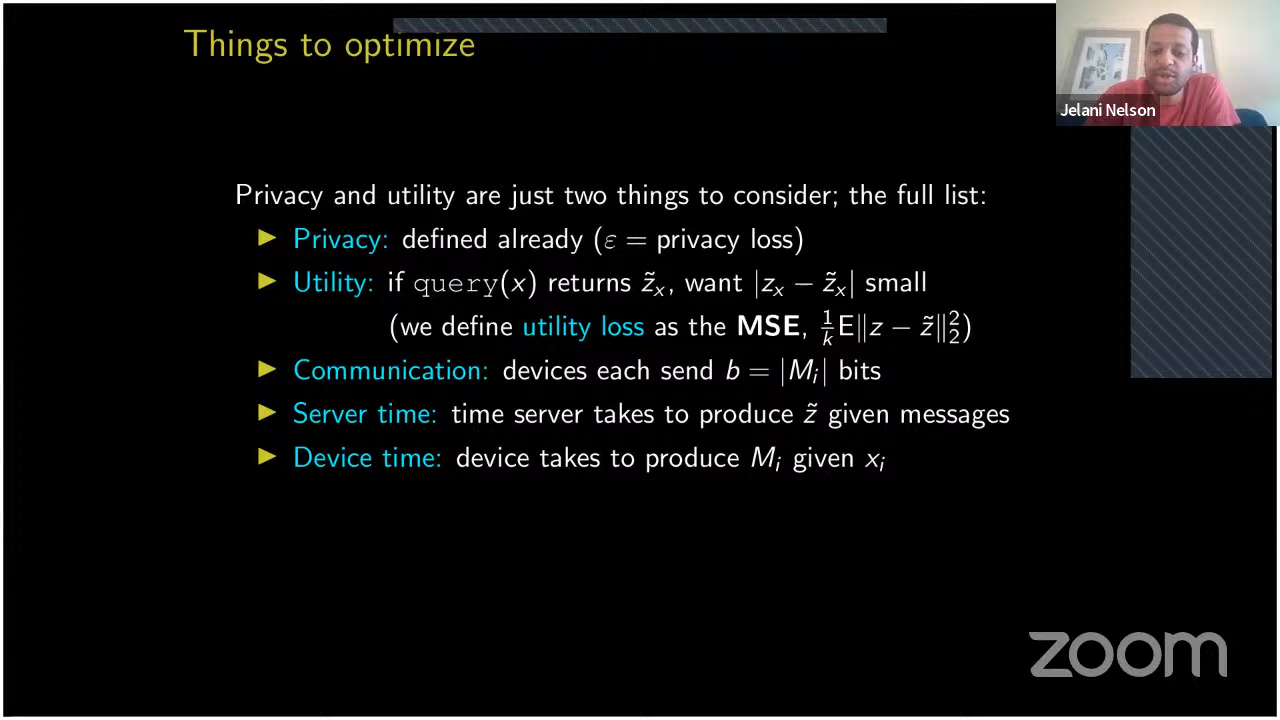 Things to optimize
Jelani Nelson
Privacy and utility are just two things to consider; the full list:
▶ Privacy: defined already (ε = privacy loss)
▶ Utility: if query(x) returns z̃ₓ, want |zₓ − z̃ₓ| small
(we define utility loss as the MSE, 1/k E‖z − z̃‖₂²)
▶ Communication: devices each send b = |Mᵢ| bits
▶ Server time: time server takes to produce z̃ given messages
▶ Device time: device takes to produce Mᵢ given xᵢ
zoom